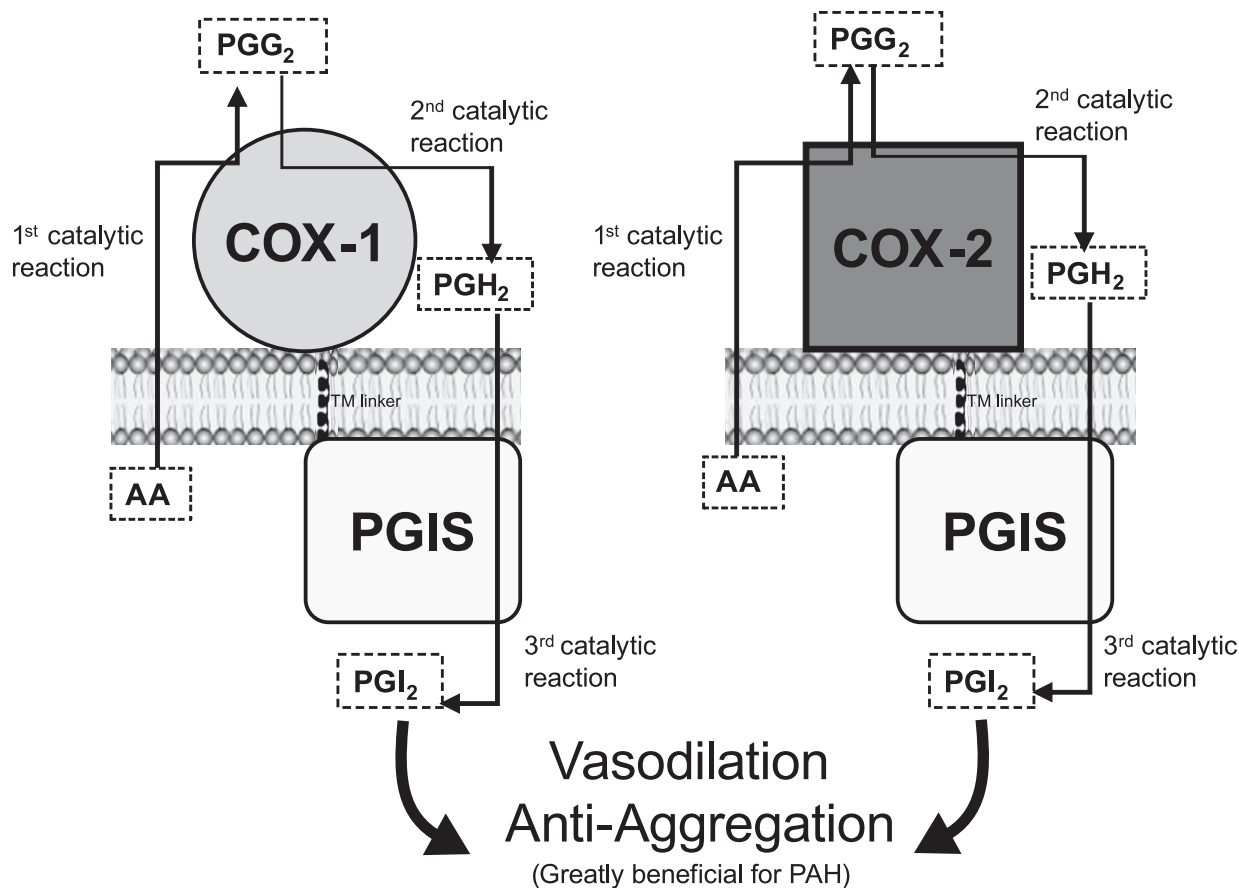 PGG2
2nd catalytic
reaction
COX-1
1st catalytic
reaction
PGH2
TM linker
AA
PGIS
3rd catalytic
reaction
PGI2
PGG2
2nd catalytic
reaction
COX-2
1st catalytic
reaction
PGH2
TM linker
AA
PGIS
3rd catalytic
reaction
PGI2
Vasodilation
Anti-Aggregation
(Greatly beneficial for PAH)